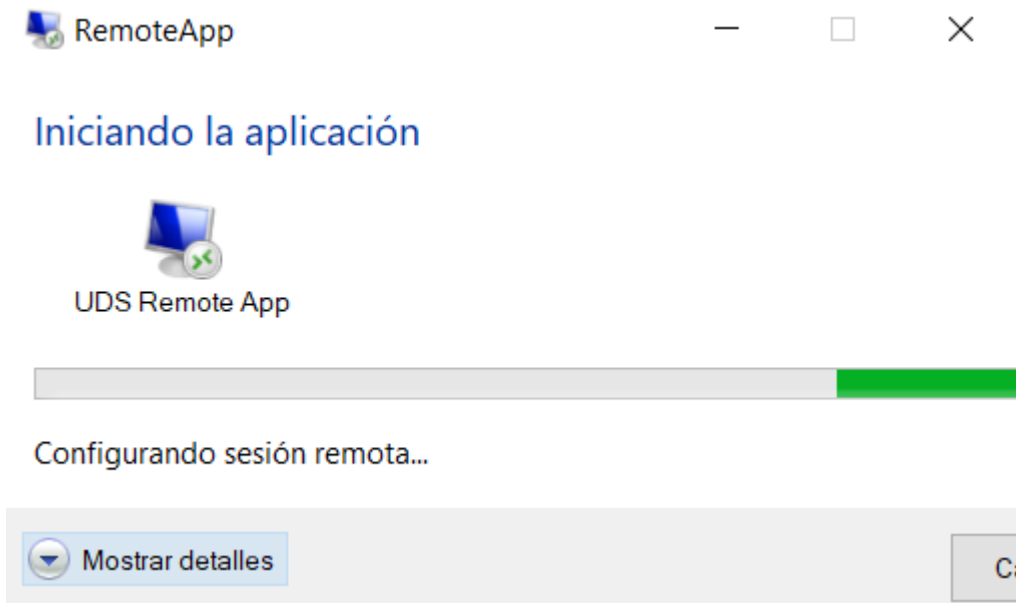 RemoteApp
Iniciando la aplicación
UDS Remote App
Configurando sesión remota...
Mostrar detalles